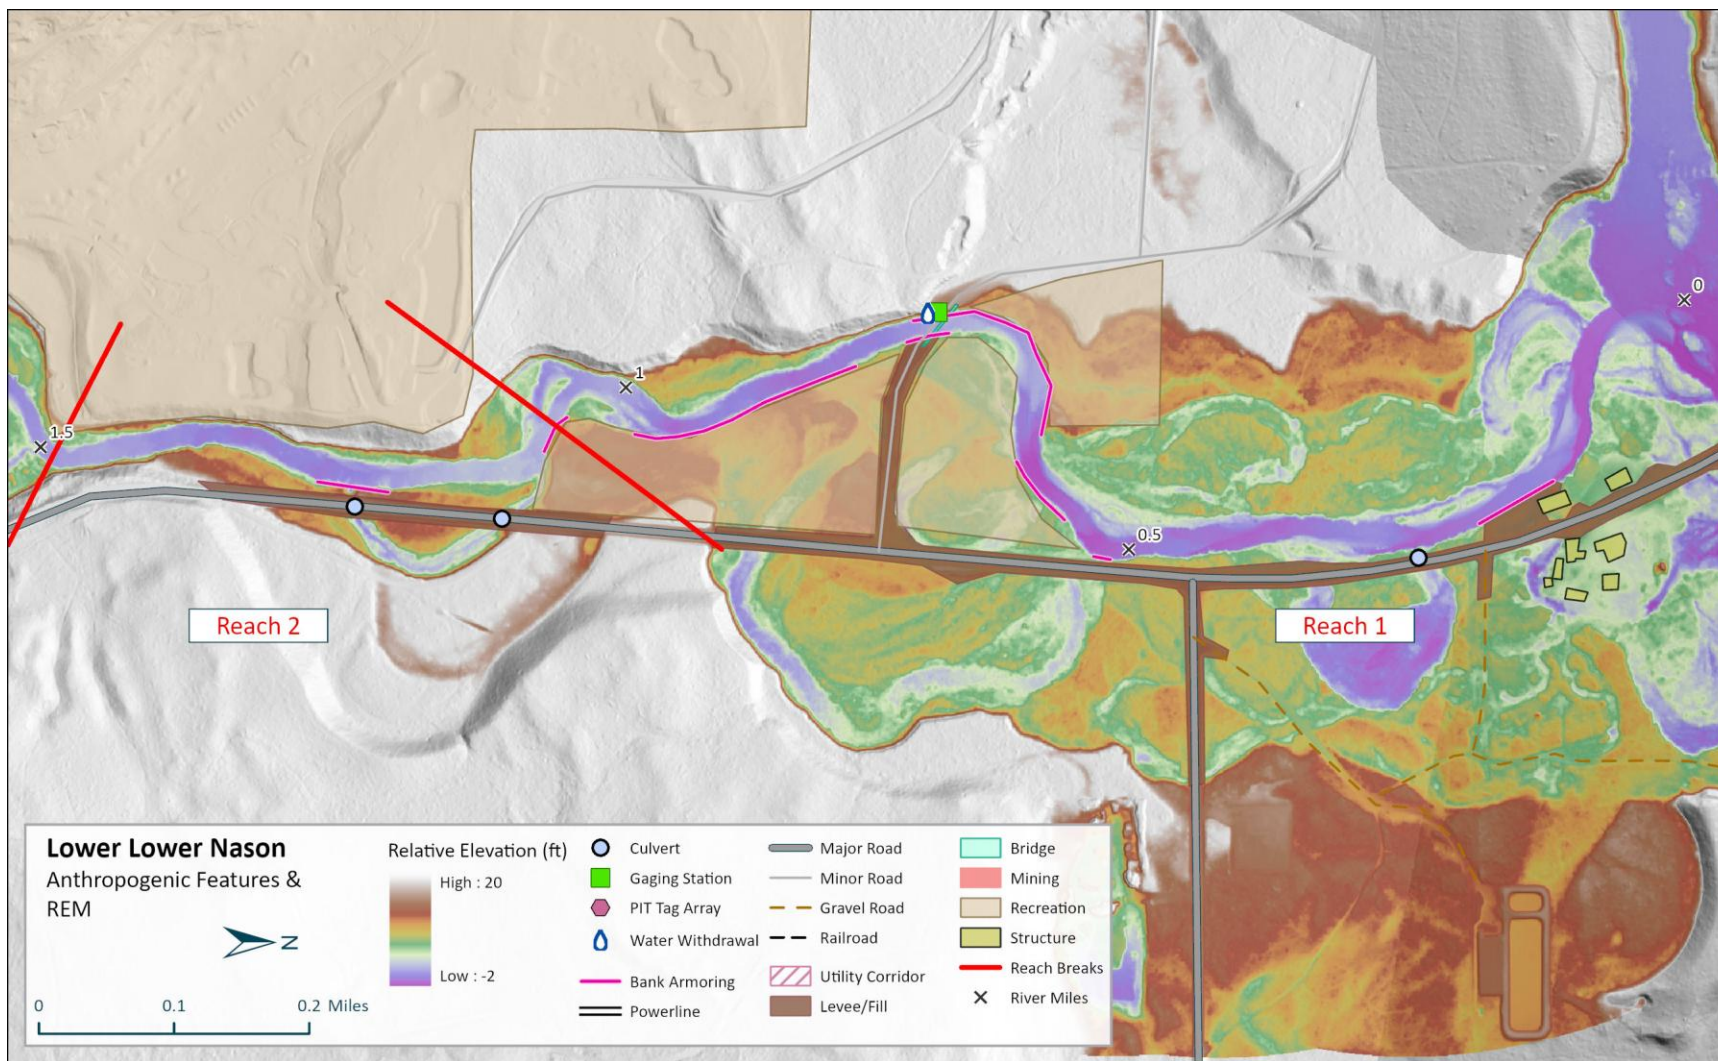 0
1
1.5
0.5
Reach 2
Reach 1
Lower Lower Nason
Anthropogenic Features &
REM
N
0 0.1 0.2 Miles
Relative Elevation (ft)
High : 20
Low : -2
Culvert
Gaging Station
PIT Tag Array
Water Withdrawal
Bank Armoring
Powerline
Major Road
Minor Road
Gravel Road
Railroad
Utility Corridor
Levee/Fill
Bridge
Mining
Recreation
Structure
Reach Breaks
River Miles